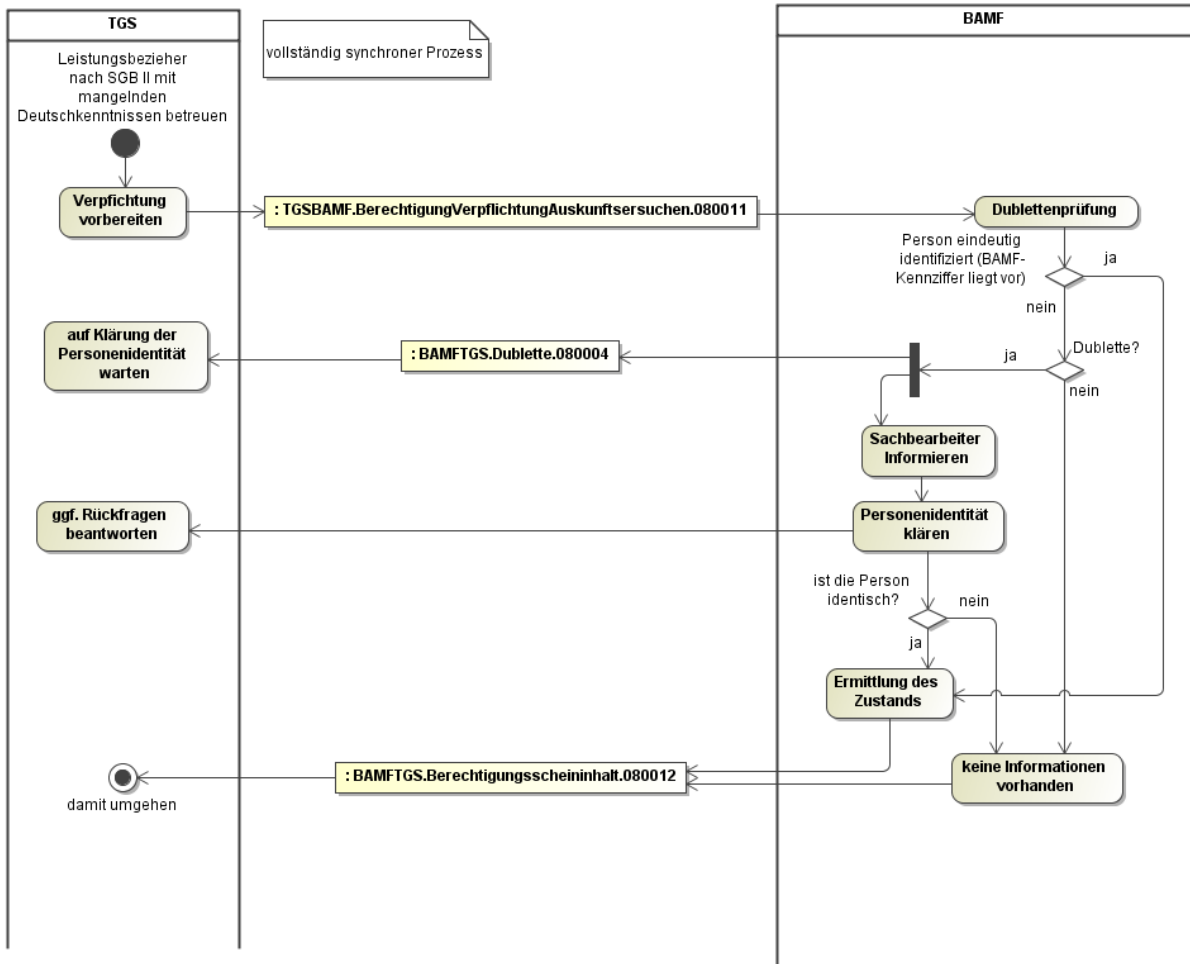 TGS
BAMF
vollständig synchroner Prozess
Leistungsbezieher
nach SGB II mit
mangelnden
Deutschkenntnissen betreuen
Verpfichtung
vorbereiten
: TGSBAMF.BerechtigungVerpflichtungAuskunftsersuchen.080011
Dublettenprüfung
Person eindeutig
identifiziert (BAMF-
Kennziffer liegt vor)
ja
nein
auf Klärung der
Personenidentität
warten
: BAMFTGS.Dublette.080004
ja
Dublette?
nein
Sachbearbeiter
Informieren
ggf. Rückfragen
beantworten
Personenidentität
klären
ist die Person
identisch?
nein
ja
Ermittlung des
Zustands
: BAMFTGS.Berechtigungsscheininhalt.080012
keine Informationen
vorhanden
damit umgehen